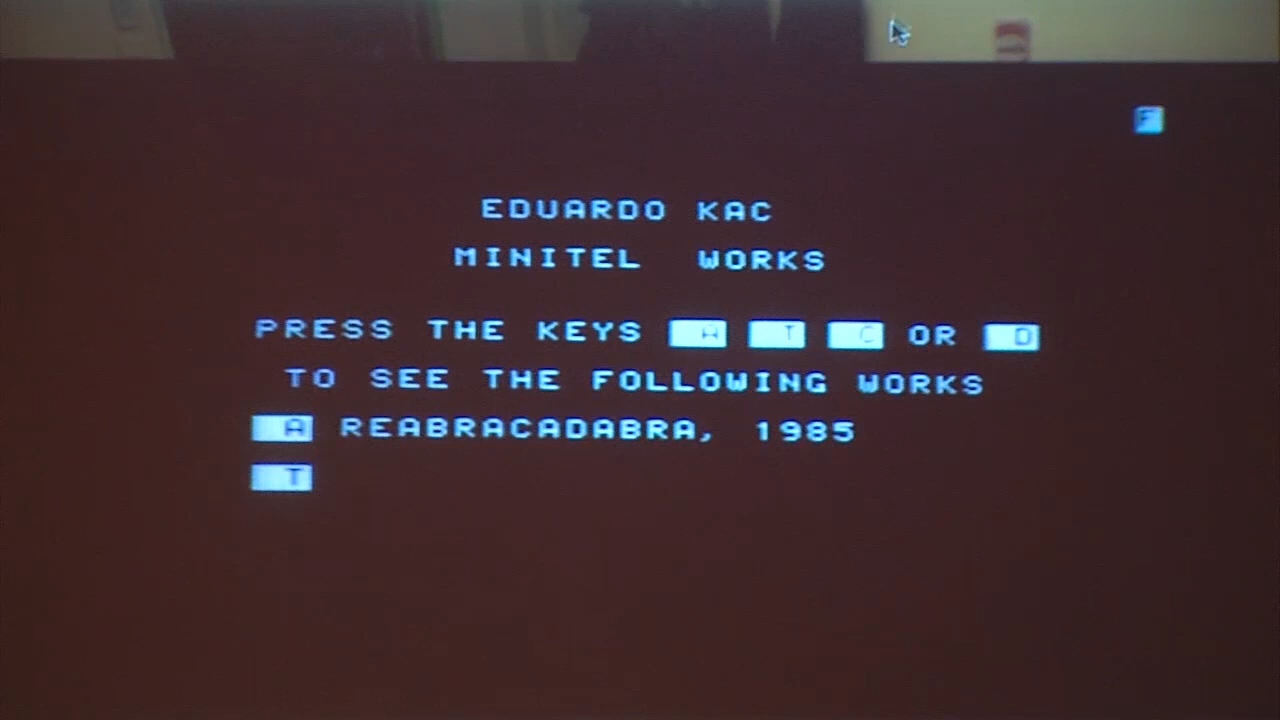 F
EDUARDO KAC
MINITEL WORKS
PRESS THE KEYS A T C OR D
TO SEE THE FOLLOWING WORKS
A REABRACADABRA, 1985
T